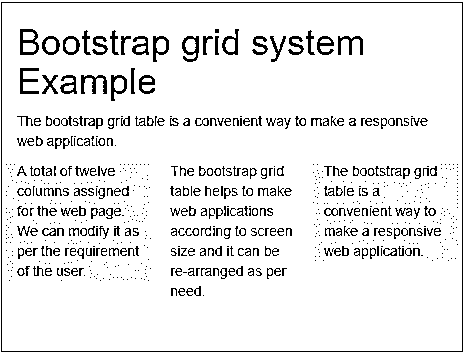 Bootstrap grid system
Example
The bootstrap grid table is a convenient way to make a responsive
web application.
A total of twelve
columns assigned
for the web page.
We can modify it as
per the requirement
of the user.
The bootstrap grid
table helps to make
web applications
according to screen
size and it can be
re-arranged as per
need.
The bootstrap grid
table is a
convenient way to
make a responsive
web application.